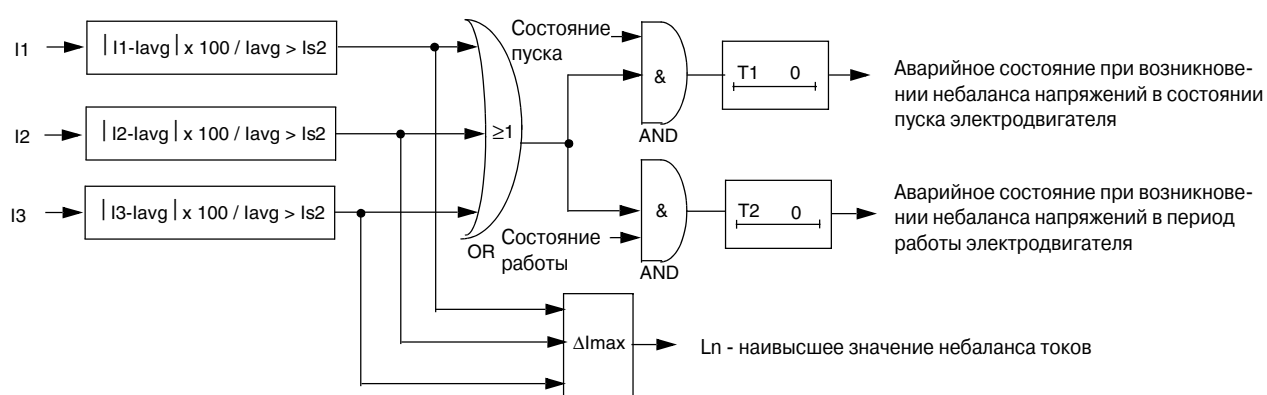 I1
| I1-Iavg | x 100 / Iavg > Is2
I2
| I2-Iavg | x 100 / Iavg > Is2
I3
| I3-Iavg | x 100 / Iavg > Is2
≥1
OR
Состояние
пуска
&
AND
T1 0
Аварийное состояние при возникнове-
нии небаланса напряжений в состоянии
пуска электродвигателя
Состояние
работы
&
AND
T2 0
Аварийное состояние при возникнове-
нии небаланса напряжений в период
работы электродвигателя
ΔImax
Ln - наивысшее значение небаланса токов